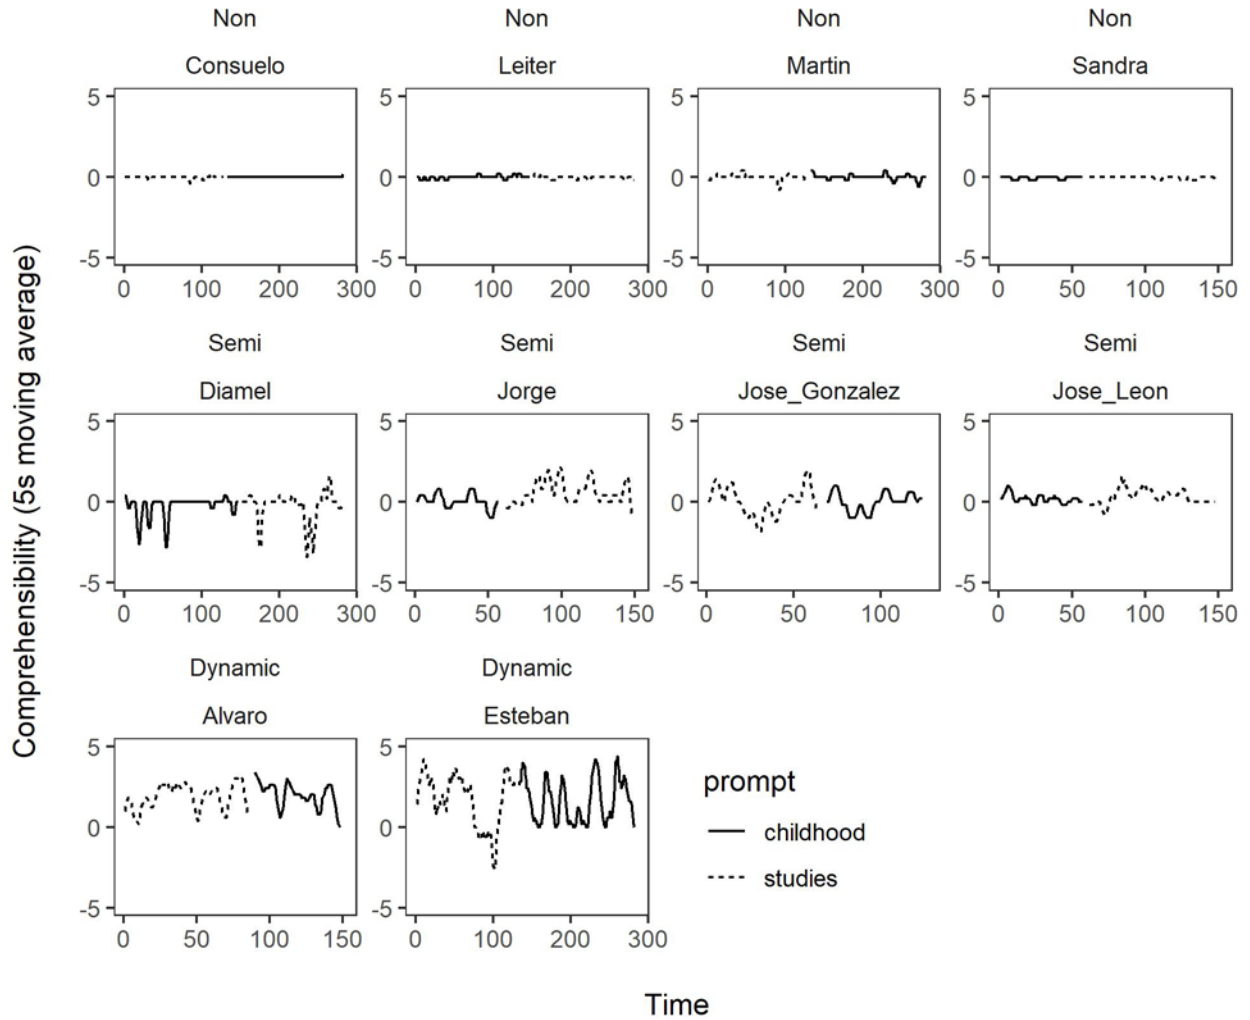 Non Non Non Non
Consuelo Leiter Martin Sandra
5 5 5 5
0 0 0 0
-5 -5 -5 -5
0 100 200 300 0 100 200 300 0 100 200 300 0 50 100 150
Semi Semi Semi Semi
Diamel Jorge Jose_Gonzalez Jose_Leon
5 5 5 5
0 0 0 0
-5 -5 -5 -5
0 100 200 300 0 50 100 150 0 50 100 0 50 100 150
Dynamic Dynamic
Alvaro Esteban
5 5
0 0
-5 -5
0 50 100 150 0 100 200 300
Comprehensibility (5s moving average)
Time
prompt
childhood
studies